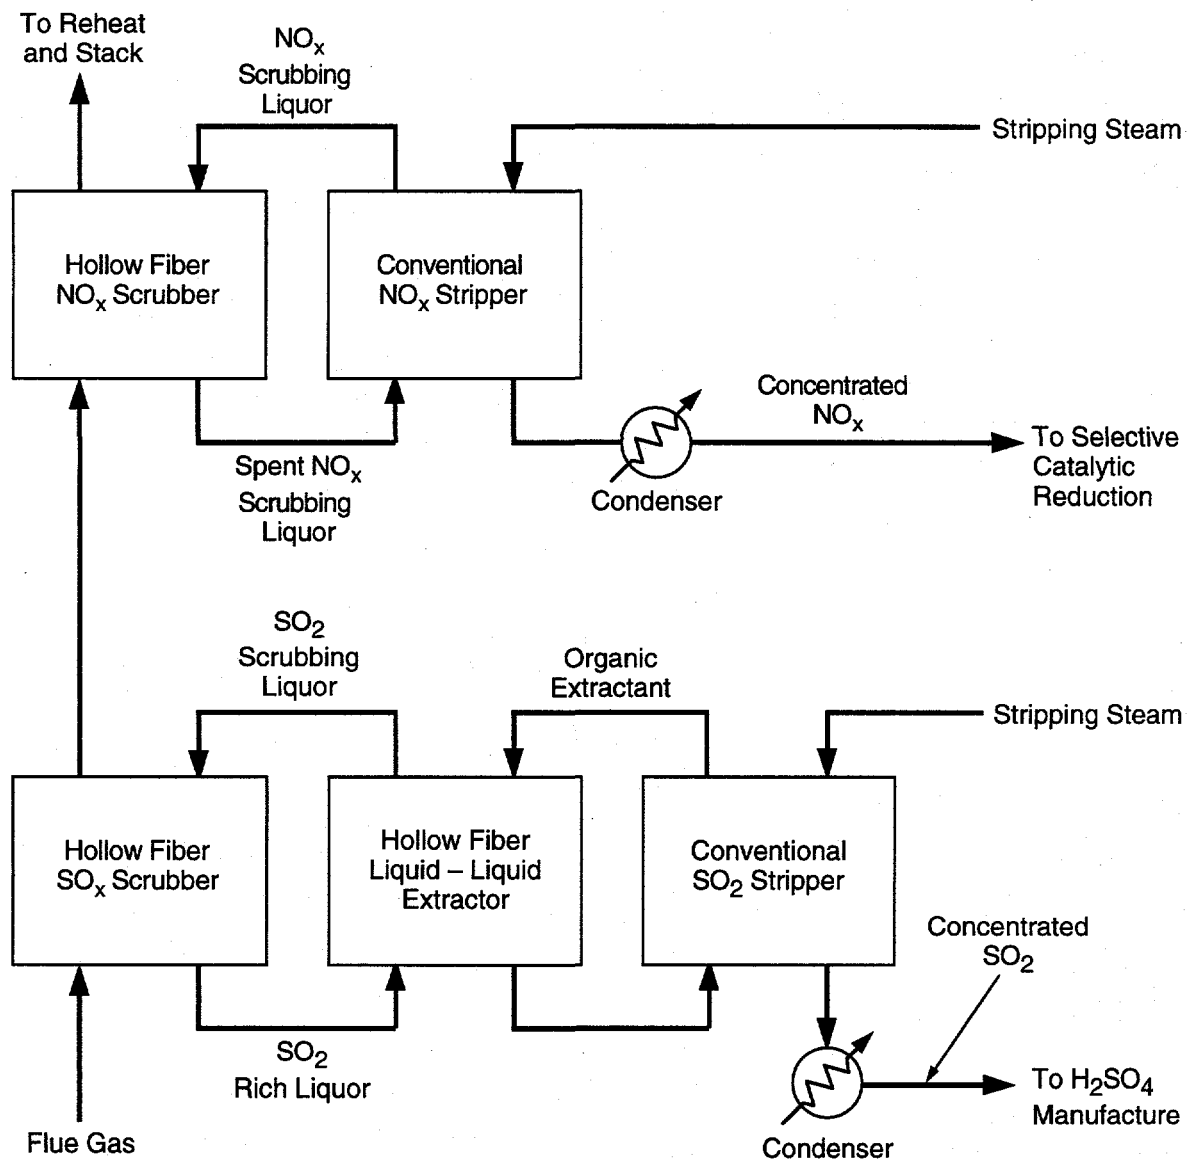 To Reheat
and Stack
NOx
Scrubbing
Liquor
Stripping Steam
Hollow Fiber
NOx Scrubber
Conventional
NOx Stripper
Concentrated
NOx
To Selective
Catalytic
Reduction
Condenser
Spent NOx
Scrubbing
Liquor
SO2
Scrubbing
Liquor
Organic
Extractant
Stripping Steam
Hollow Fiber
SOx Scrubber
Hollow Fiber
Liquid – Liquid
Extractor
Conventional
SO2 Stripper
Concentrated
SO2
SO2
Rich Liquor
To H2SO4
Manufacture
Flue Gas
Condenser